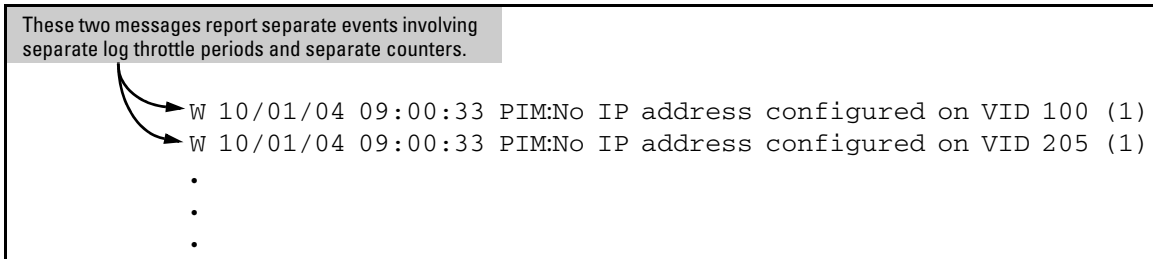 These two messages report separate events involving
separate log throttle periods and separate counters.
W 10/01/04 09:00:33 PIM:No IP address configured on VID 100 (1)
W 10/01/04 09:00:33 PIM:No IP address configured on VID 205 (1)
.
.
.